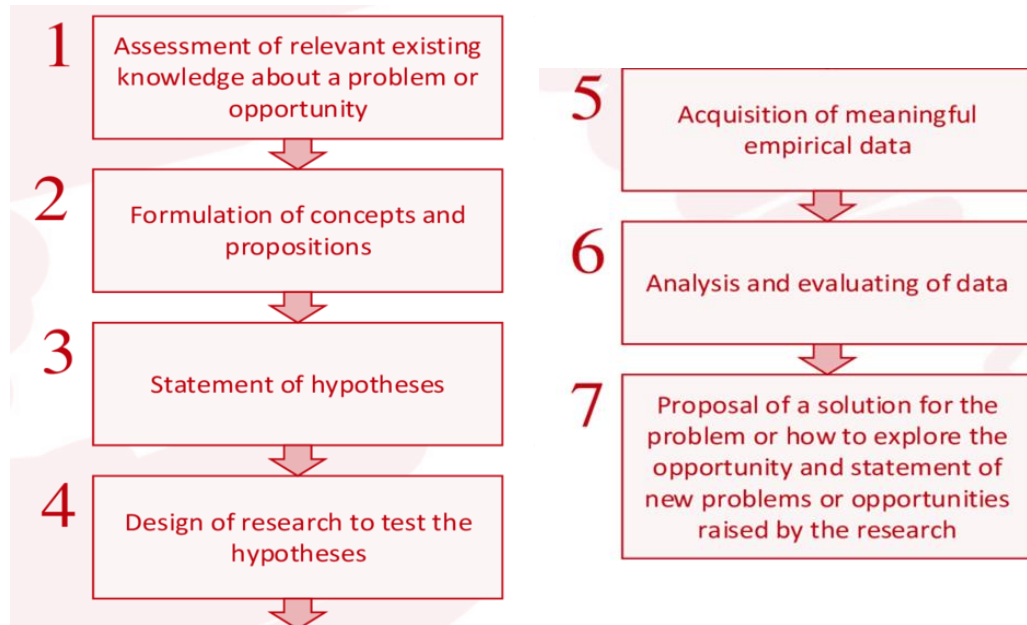 1
Assessment of relevant existing
knowledge about a problem or
opportunity
2
Formulation of concepts and
propositions
3
Statement of hypotheses
4
Design of research to test the
hypotheses
5
Acquisition of meaningful
empirical data
6
Analysis and evaluating of data
7
Proposal of a solution for the
problem or how to explore the
opportunity and statement of
new problems or opportunities
raised by the research